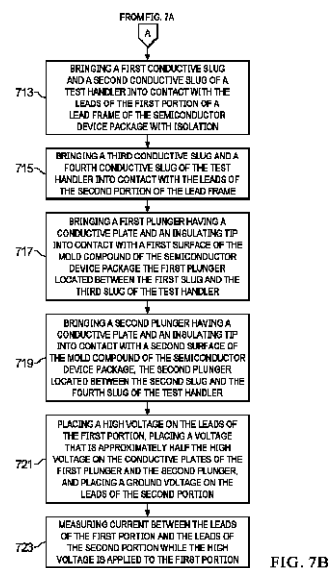 FROM FIG. 7A
A
713
BRINGING A FIRST CONDUCTIVE SLUG
AND A SECOND CONDUCTIVE SLUG OF A
TEST HANDLER INTO CONTACT WITH THE
LEADS OF THE FIRST PORTION OF A
LEAD FRAME OF THE SEMICONDUCTOR
DEVICE PACKAGE WITH ISOLATION
715
BRINGING A THIRD CONDUCTIVE SLUG AND A
FOURTH CONDUCTIVE SLUG OF THE TEST
HANDLER INTO CONTACT WITH THE LEADS OF
THE SECOND PORTION OF THE LEAD FRAME
717
BRINGING A FIRST PLUNGER HAVING A
CONDUCTIVE PLATE AND AN INSULATING TIP
INTO CONTACT WITH A FIRST SURFACE OF THE
MOLD COMPOUND OF THE SEMICONDUCTOR
DEVICE PACKAGE THE FIRST PLUNGER
LOCATED BETWEEN THE FIRST SLUG AND THE
THIRD SLUG OF THE TEST HANDLER
719
BRINGING A SECOND PLUNGER HAVING A
CONDUCTIVE PLATE AND AN INSULATING TIP
INTO CONTACT WITH A SECOND SURFACE OF
THE MOLD COMPOUND OF THE SEMICONDUCTOR
DEVICE PACKAGE, THE SECOND PLUNGER
LOCATED BETWEEN THE SECOND SLUG AND THE
FOURTH SLUG OF THE TEST HANDLER
721
PLACING A HIGH VOLTAGE ON THE LEADS OF
THE FIRST PORTION, PLACING A VOLTAGE
THAT IS APPROXIMATELY HALF THE HIGH
VOLTAGE ON THE CONDUCTIVE PLATES OF THE
FIRST PLUNGER AND THE SECOND PLUNGER,
AND PLACING A GROUND VOLTAGE ON THE
LEADS OF THE SECOND PORTION
723
MEASURING CURRENT BETWEEN THE LEADS
OF THE FIRST PORTION AND THE LEADS OF
THE SECOND PORTION WHILE THE HIGH
VOLTAGE IS APPLIED TO THE FIRST PORTION
FIG. 7B